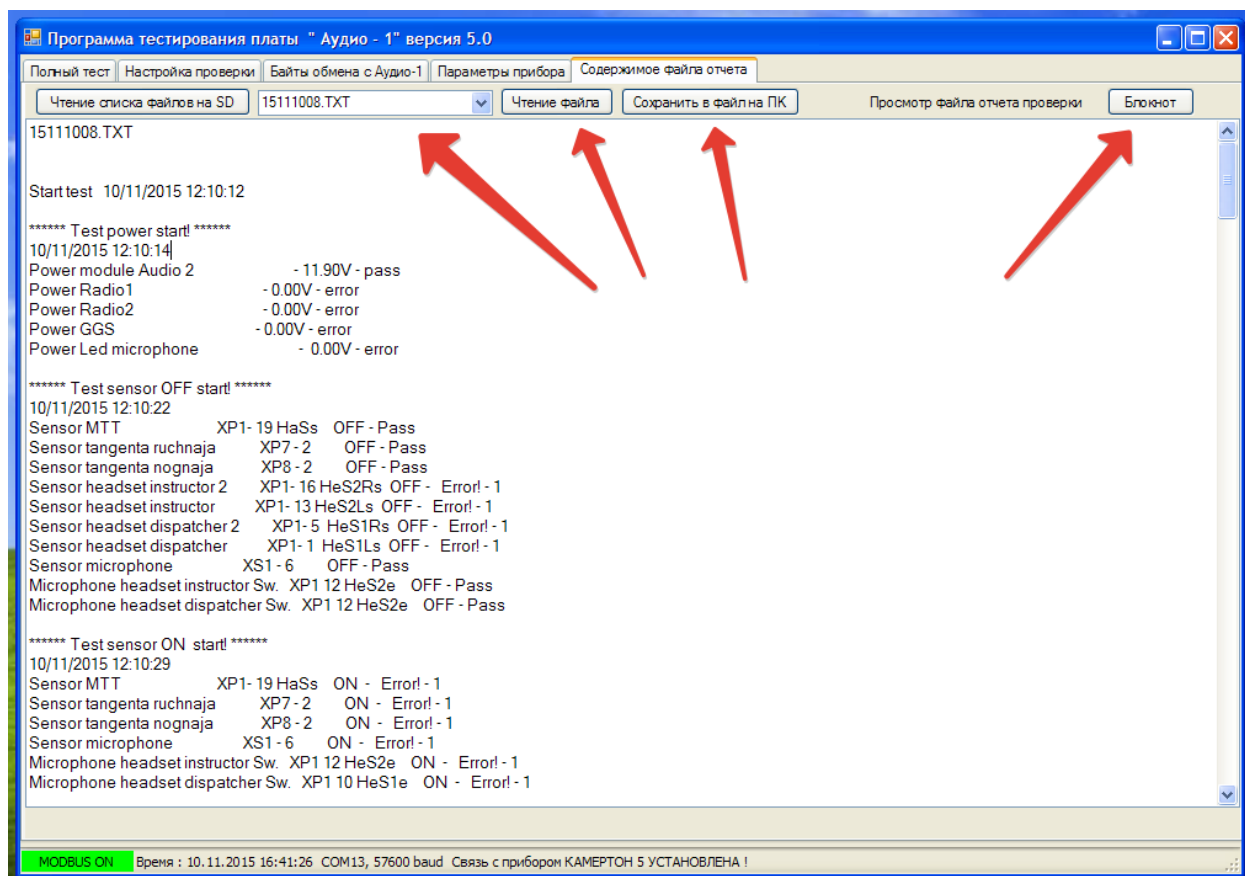 Программа тестирования платы " Аудио - 1" версия 5.0
Полный тест Настройка проверки Байты обмена с Аудио-1 Параметры прибора Содержимое файла отчета
Чтение списка файлов на SD 15111008.TXT Чтение файла Сохранить в файл на ПК Просмотр файла отчета проверки Блокнот
15111008.TXT
Start test 10/11/2015 12:10:12
****** Test power start! ******
10/11/2015 12:10:14
Power module Audio 2 - 11.90V - pass
Power Radio1 - 0.00V - error
Power Radio2 - 0.00V - error
Power GGS - 0.00V - error
Power Led microphone - 0.00V - error
****** Test sensor OFF start! ******
10/11/2015 12:10:22
Sensor MTT XP1- 19 HaSs OFF - Pass
Sensor tangenta ruchnaja XP7 - 2 OFF - Pass
Sensor tangenta nognaja XP8 - 2 OFF - Pass
Sensor headset instructor 2 XP1- 16 HeS2Rs OFF - Error! - 1
Sensor headset instructor XP1- 13 HeS2Ls OFF - Error! - 1
Sensor headset dispatcher 2 XP1- 5 HeS1Rs OFF - Error! - 1
Sensor headset dispatcher XP1- 1 HeS1Ls OFF - Error! - 1
Sensor microphone XS1 - 6 OFF - Pass
Microphone headset instructor Sw. XP1 12 HeS2e OFF - Pass
Microphone headset dispatcher Sw. XP1 12 HeS2e OFF - Pass
****** Test sensor ON start! ******
10/11/2015 12:10:29
Sensor MTT XP1- 19 HaSs ON - Error! - 1
Sensor tangenta ruchnaja XP7 - 2 ON - Error! - 1
Sensor tangenta nognaja XP8 - 2 ON - Error! - 1
Sensor microphone XS1 - 6 ON - Error! - 1
Microphone headset instructor Sw. XP1 12 HeS2e ON - Error! - 1
Microphone headset dispatcher Sw. XP1 10 HeS1e ON - Error! - 1
MODBUS ON Время : 10.11.2015 16:41:26 COM13, 57600 baud Связь с прибором КАМЕРТОН 5 УСТАНОВЛЕНА !